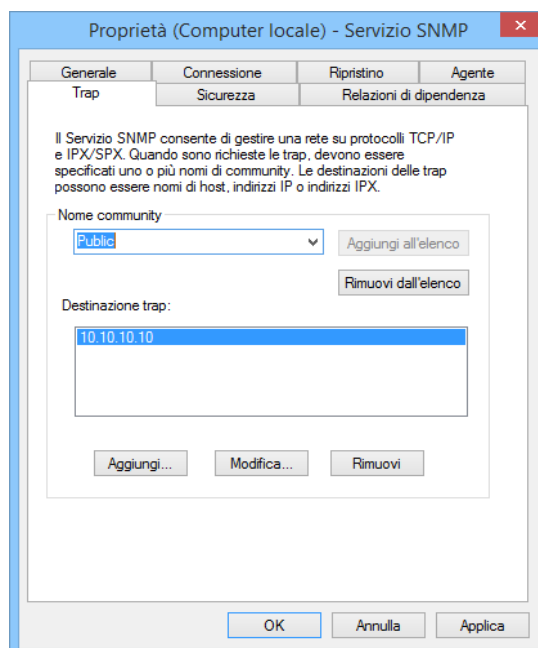 Proprietà (Computer locale) - Servizio SNMP
Generale
Connessione
Ripristino
Agente
Trap
Sicurezza
Relazioni di dipendenza
Il Servizio SNMP consente di gestire una rete su protocolli TCP/IP
e IPX/SPX. Quando sono richieste le trap, devono essere
specificati uno o più nomi di community. Le destinazioni delle trap
possono essere nomi di host, indirizzi IP o indirizzi IPX.
Nome community
Public
Aggiungi all'elenco
Rimuovi dall'elenco
Destinazione trap:
10.10.10.10
Aggiungi...
Modifica...
Rimuovi
OK
Annulla
Applica